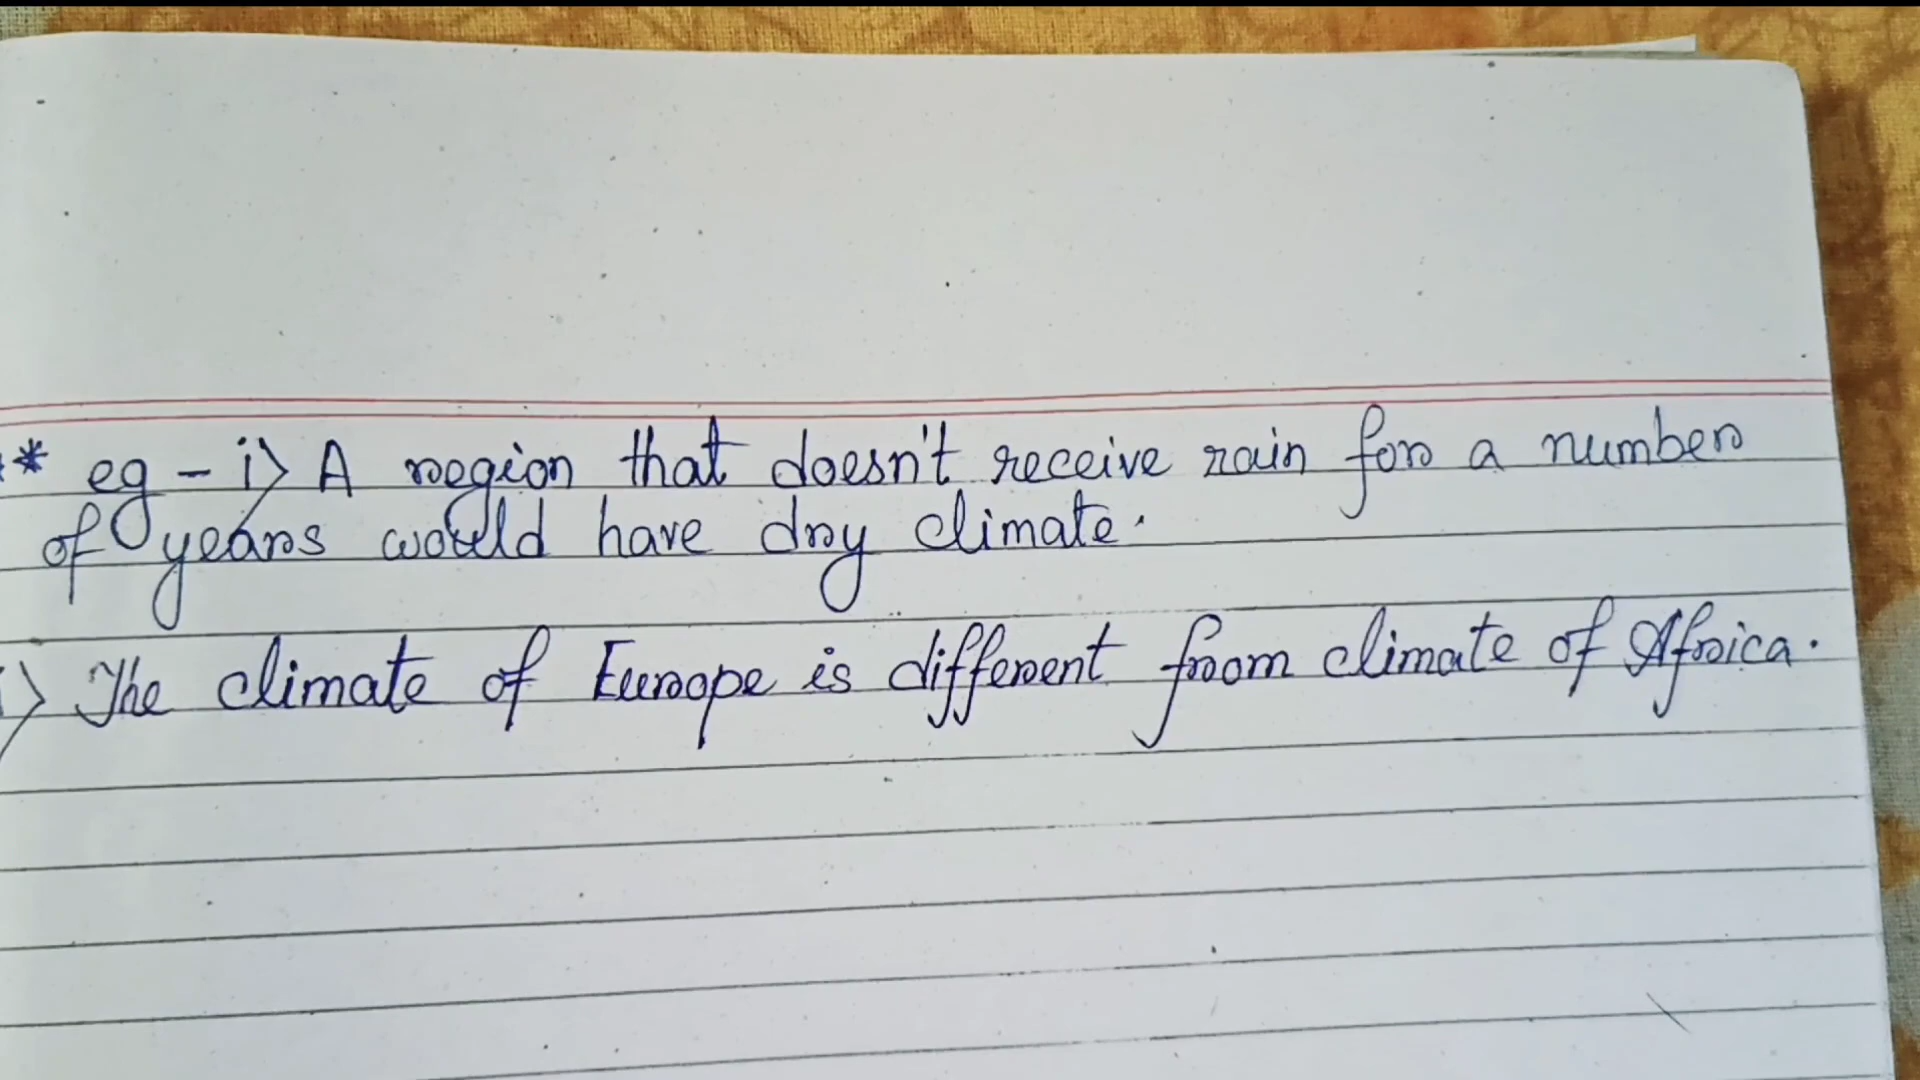 * eg - i) A region that doesn't receive rain for a number
of years would have dry climate.
i) The climate of Europe is different from climate of Africa.